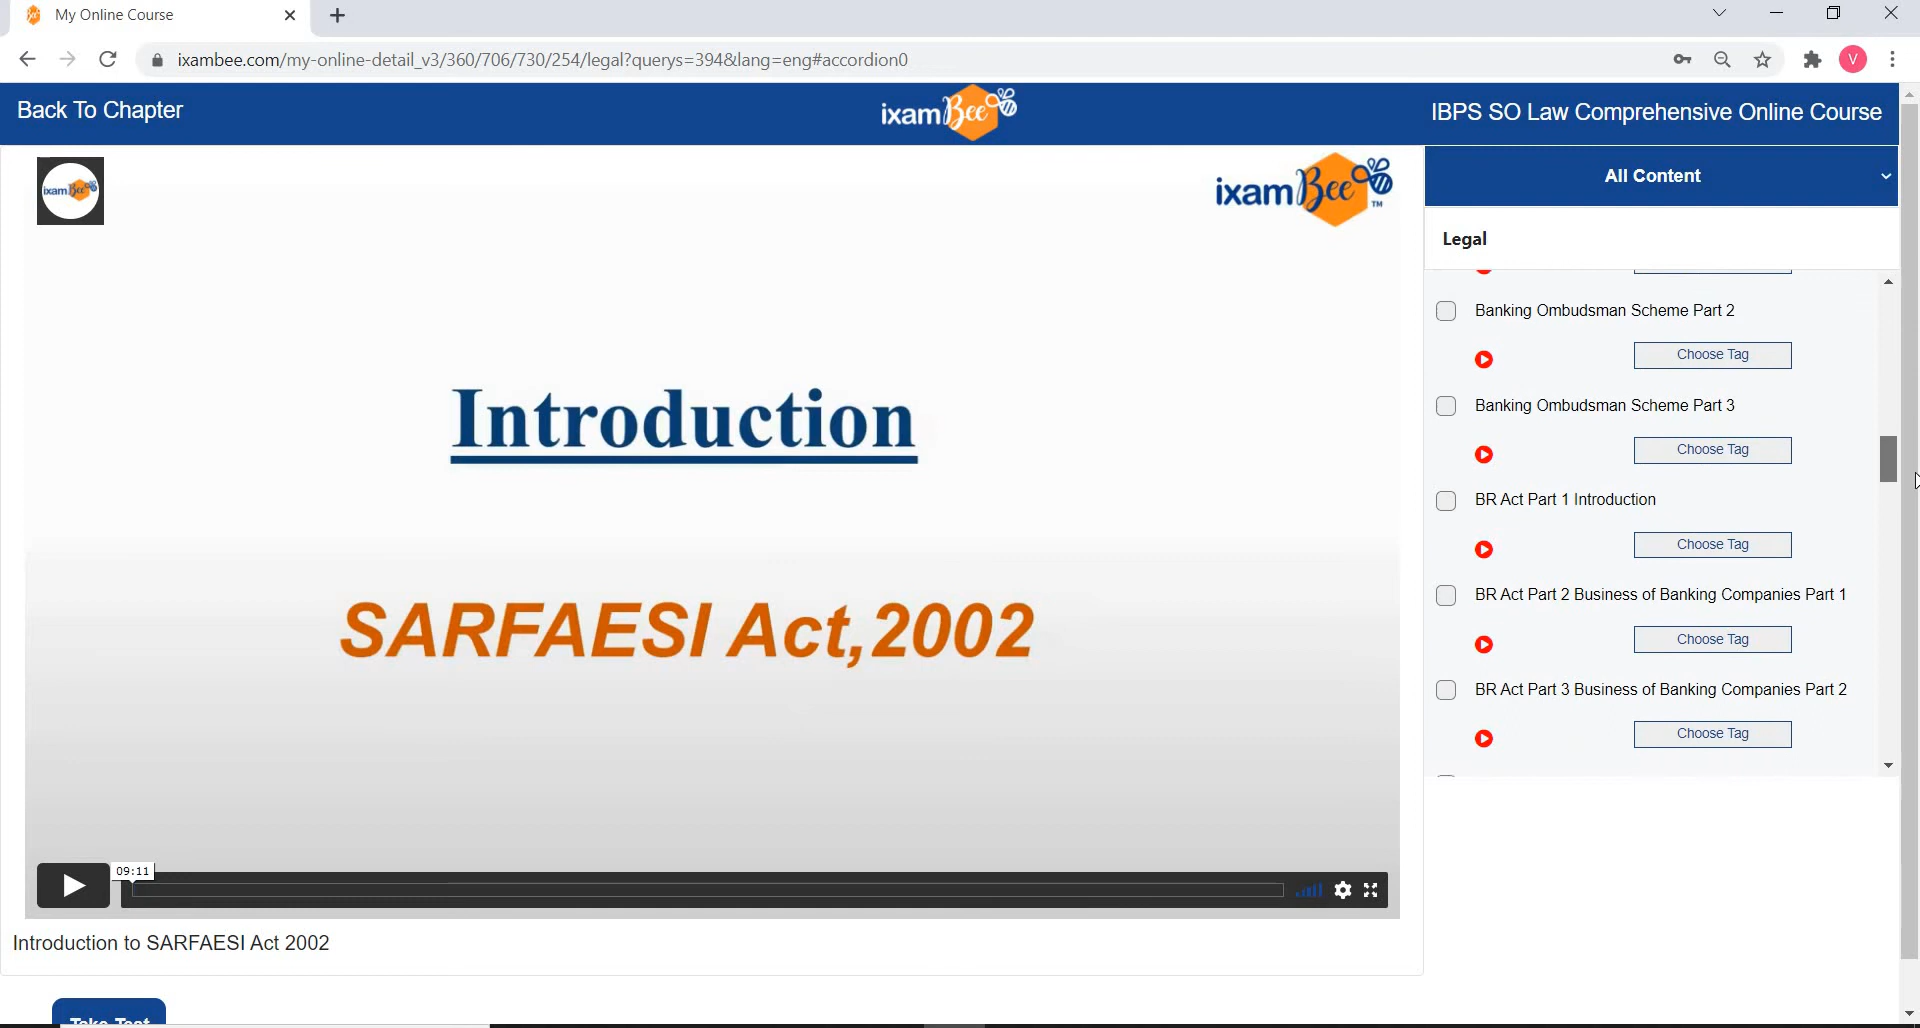 My Online Course
ixambee.com/my-online-detail_v3/360/706/730/254/legal?querys=394&lang=eng#accordion0
V
Back To Chapter
ixamBee
IBPS SO Law Comprehensive Online Course
ixamBee
ixamBee TM
Introduction
SARFAESI Act,2002
09:11
Introduction to SARFAESI Act 2002
Take Test
All Content
Legal
Banking Ombudsman Scheme Part 2
Choose Tag
Banking Ombudsman Scheme Part 3
Choose Tag
BR Act Part 1 Introduction
Choose Tag
BR Act Part 2 Business of Banking Companies Part 1
Choose Tag
BR Act Part 3 Business of Banking Companies Part 2
Choose Tag